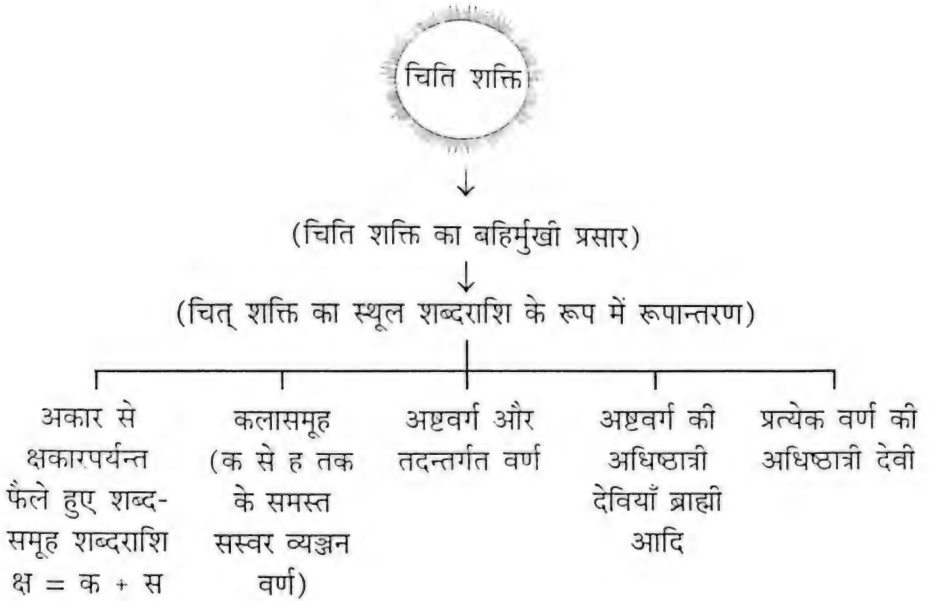 चिति शक्ति
↓
(चिति शक्ति का बहिर्मुखी प्रसार)
↓
(चित् शक्ति का स्थूल शब्दराशि के रूप में रूपान्तरण)
अकार से
क्षकारपर्यन्त
फैले हुए शब्द-
समूह शब्दराशि
क्ष = क + स
कलासमूह
(क से ह तक
के समस्त
सस्वर व्यञ्जन
वर्ण)
अष्टवर्ग और
तदन्तर्गत वर्ण
अष्टवर्ग की
अधिष्ठात्री
देवियाँ ब्राह्मी
आदि
प्रत्येक वर्ण की
अधिष्ठात्री देवी